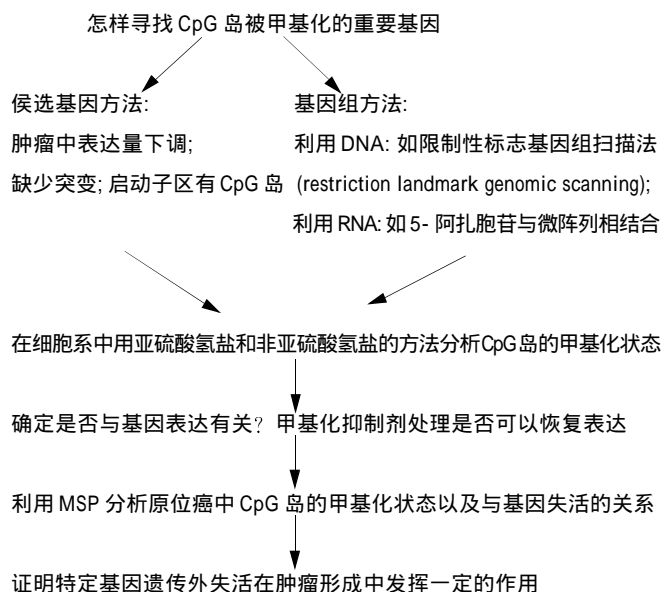 怎样寻找 CpG 岛被甲基化的重要基因
侯选基因方法:
肿瘤中表达量下调;
缺少突变; 启动子区有 CpG 岛
基因组方法:
利用 DNA: 如限制性标志基因组扫描法
(restriction landmark genomic scanning);
利用 RNA: 如 5- 阿扎胞苷与微阵列相结合
在细胞系中用亚硫酸氢盐和非亚硫酸氢盐的方法分析CpG岛的甲基化状态
确定是否与基因表达有关? 甲基化抑制剂处理是否可以恢复表达
利用 MSP 分析原位癌中 CpG 岛的甲基化状态以及与基因失活的关系
证明特定基因遗传外失活在肿瘤形成中发挥一定的作用